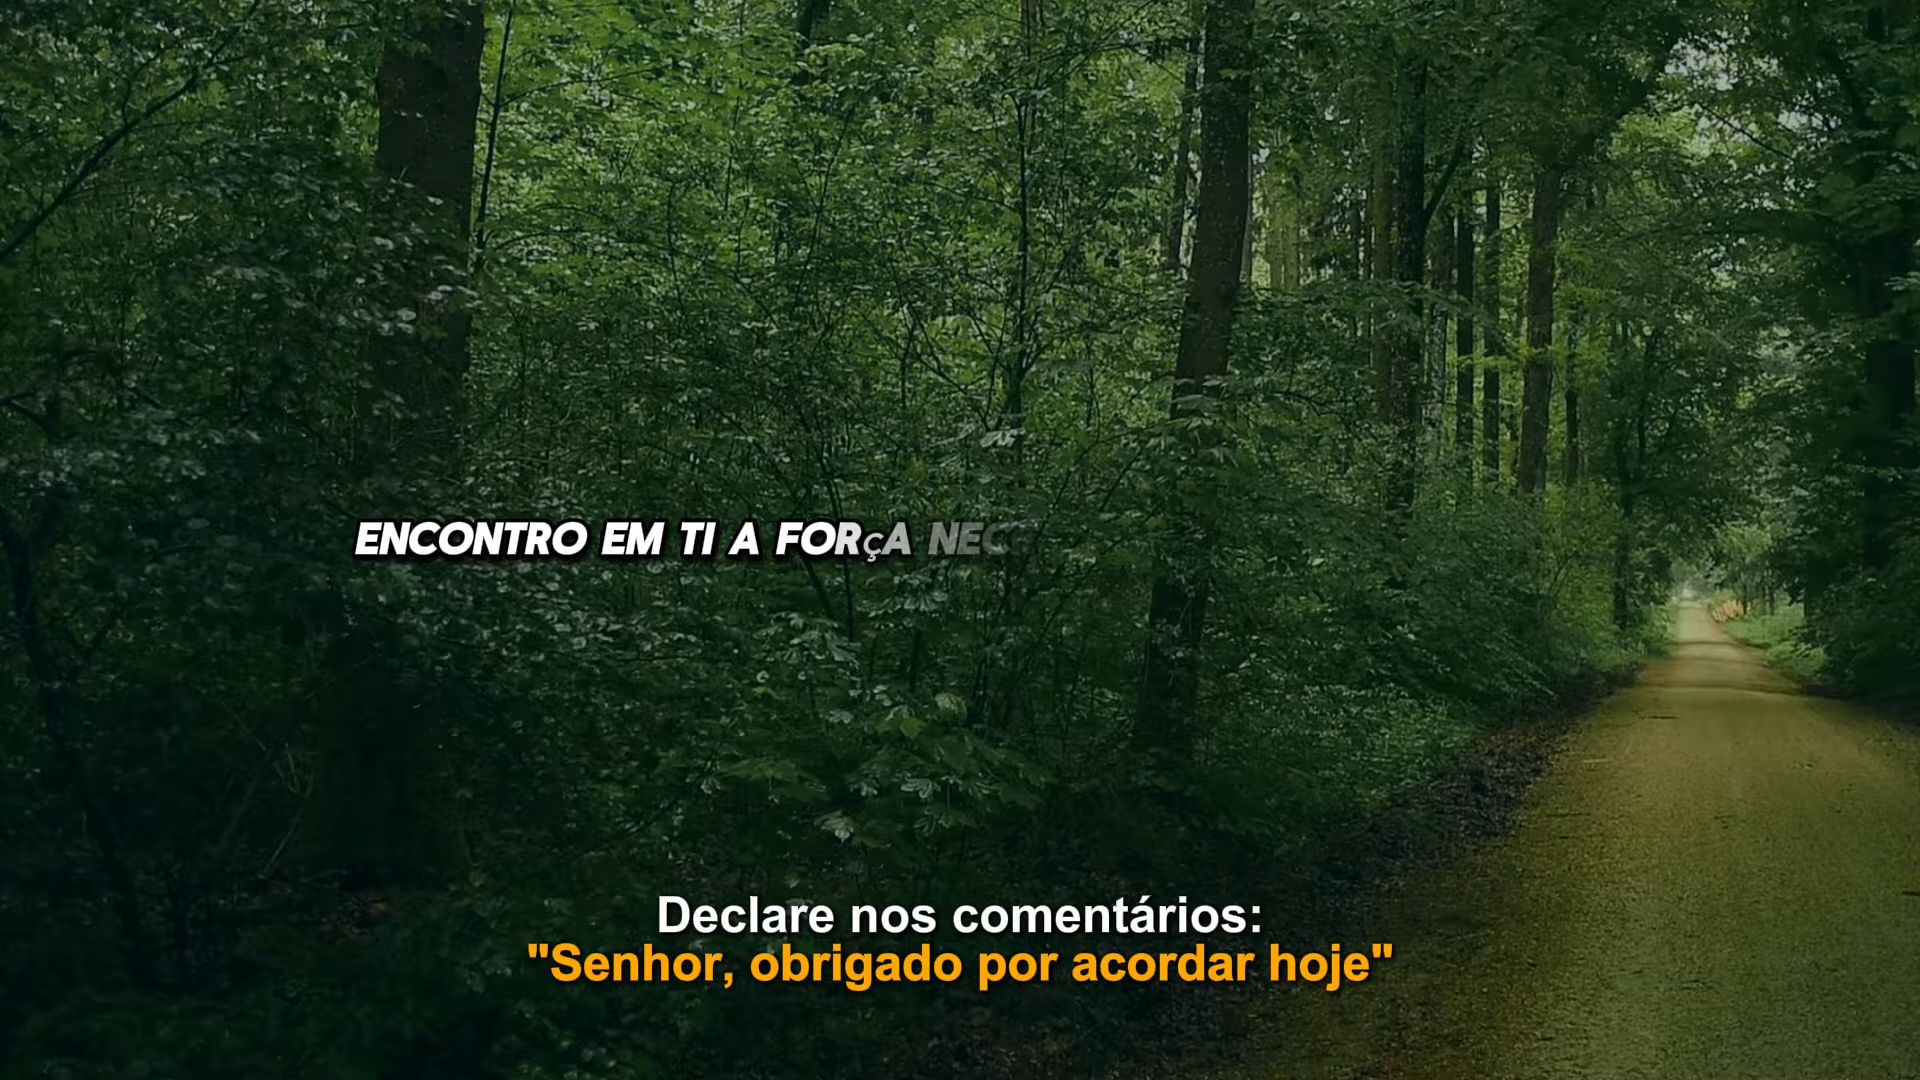 ENCONTRO EM TI A FORçA
Declare nos comentários:
"Senhor, obrigado por acordar hoje"